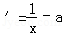 ′ = 1/x − a